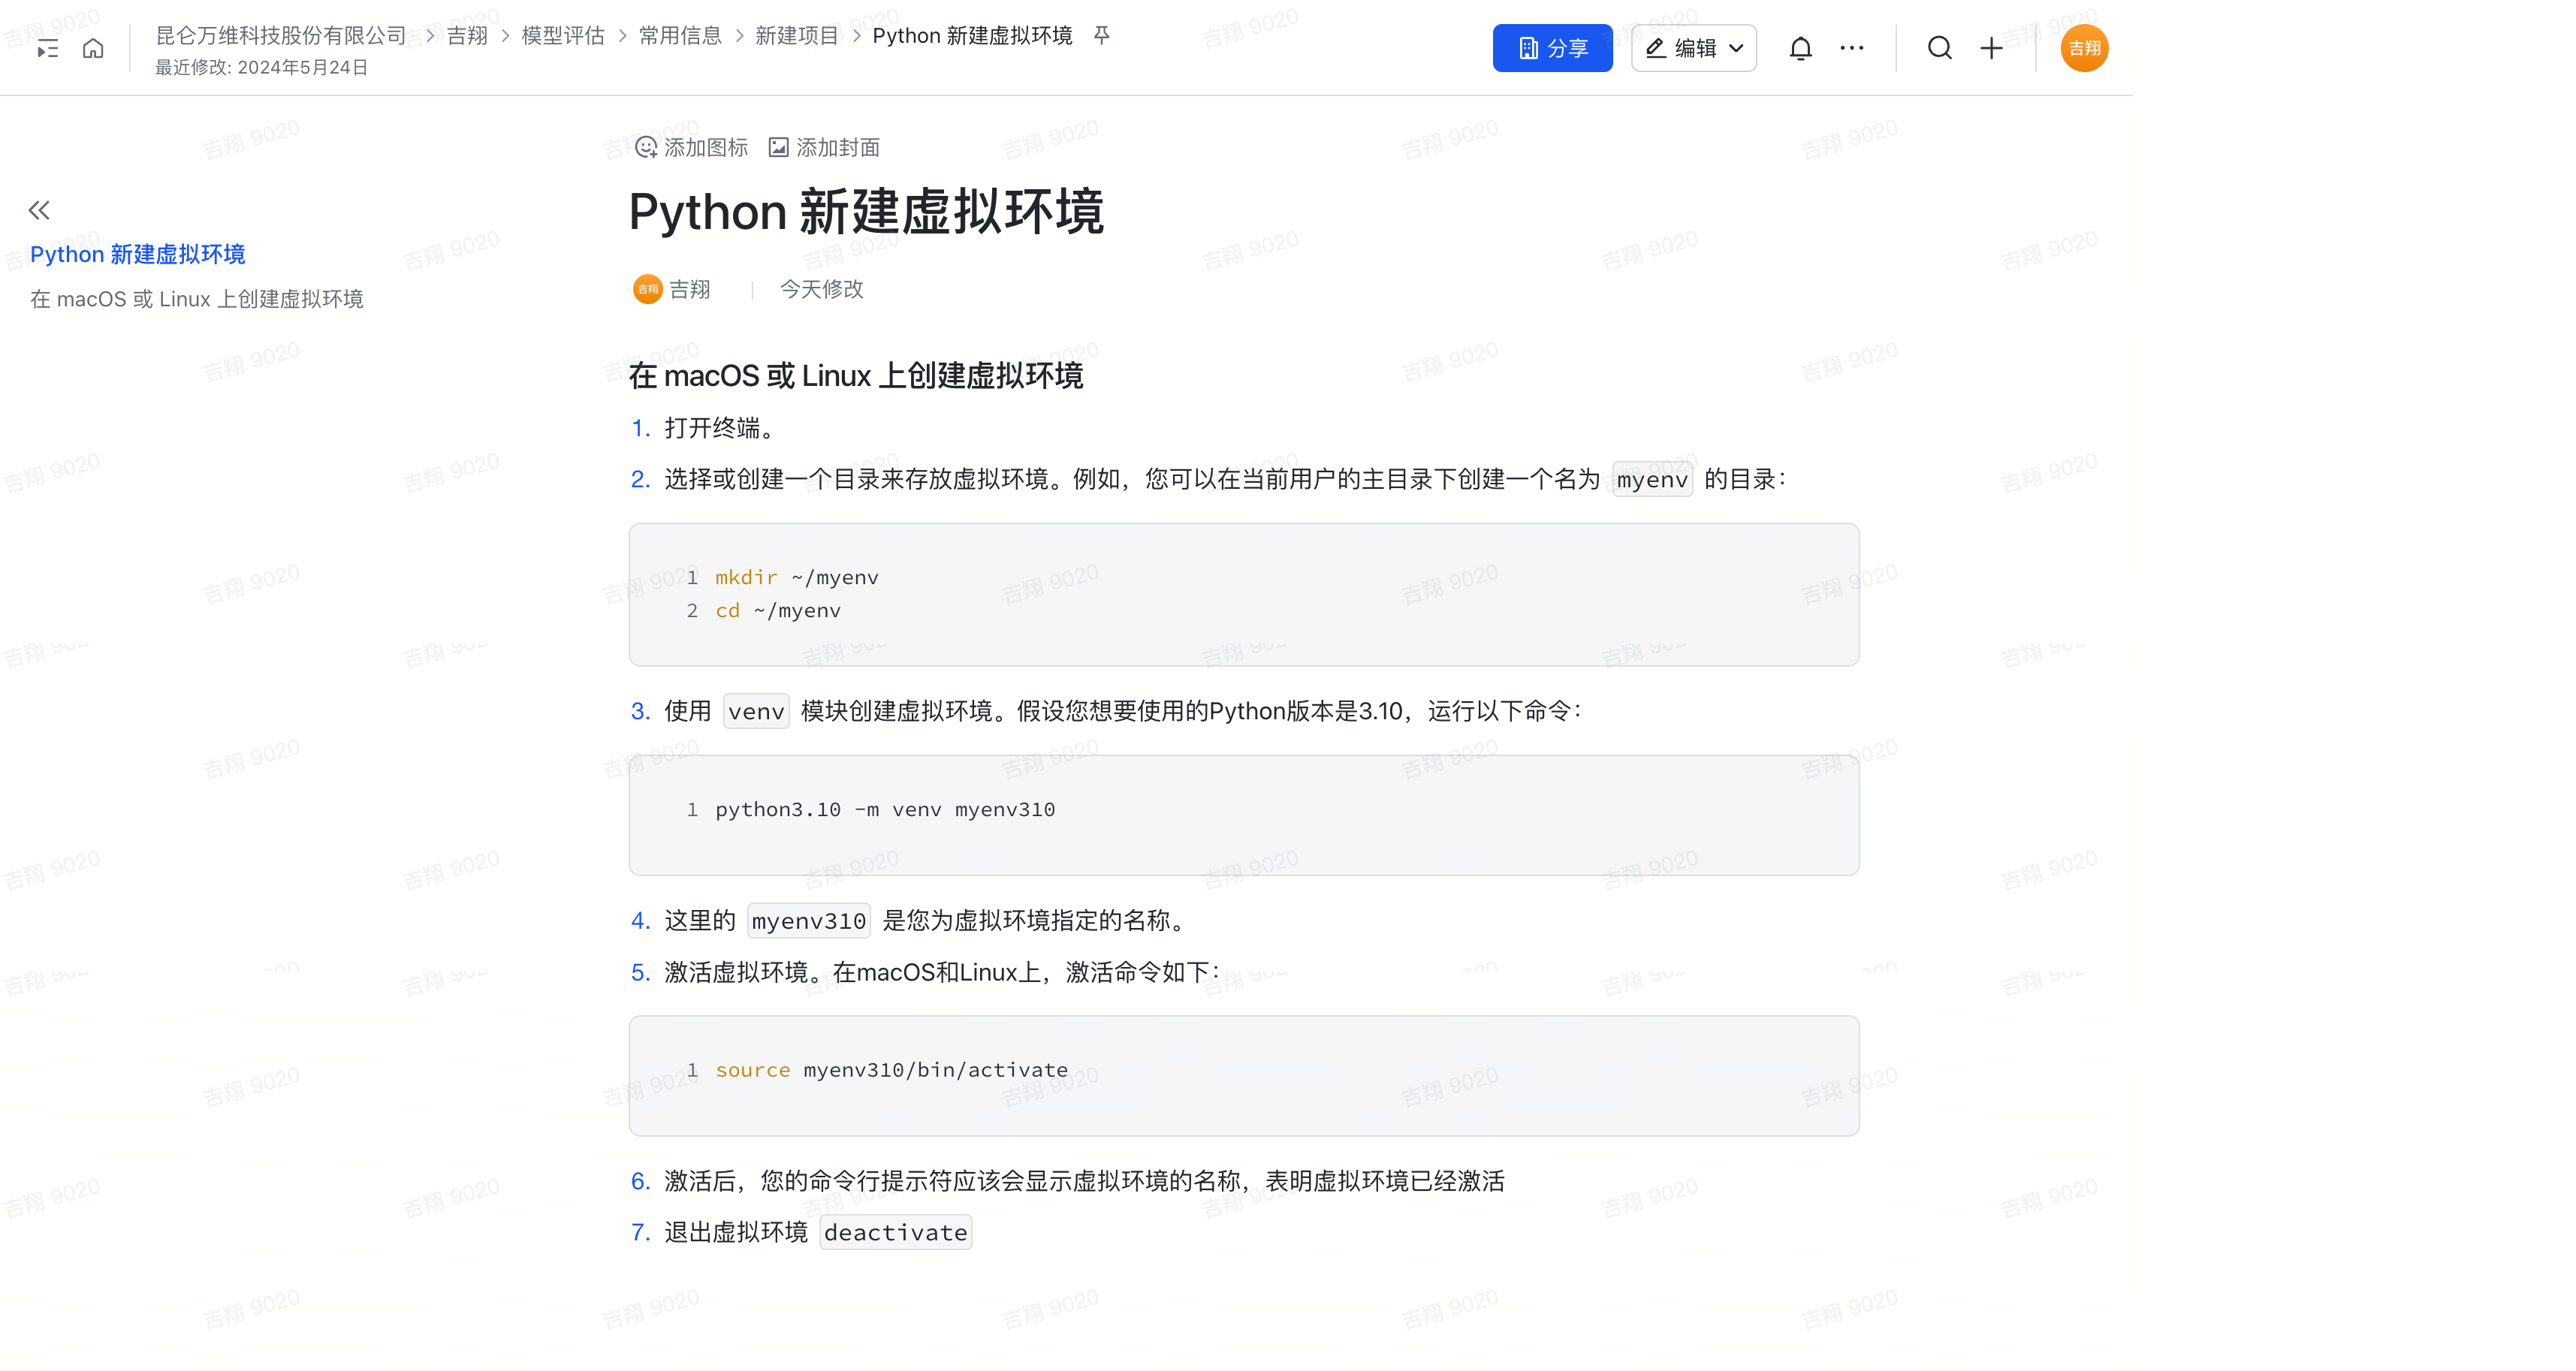 昆仑万维科技股份有限公司 > 吉翔 > 模型评估 > 常用信息 > 新建项目 > Python 新建虚拟环境
最近修改: 2024年5月24日
分享
编辑
吉翔
添加图标 添加封面
Python 新建虚拟环境
Python 新建虚拟环境
在 macOS 或 Linux 上创建虚拟环境
吉翔 吉翔 | 今天修改
在 macOS 或 Linux 上创建虚拟环境
1. 打开终端。
2. 选择或创建一个目录来存放虚拟环境。例如，您可以在当前用户的主目录下创建一个名为 myenv 的目录：
1 mkdir ~/myenv
2 cd ~/myenv
3. 使用 venv 模块创建虚拟环境。假设您想要使用的Python版本是3.10，运行以下命令：
1 python3.10 -m venv myenv310
4. 这里的 myenv310 是您为虚拟环境指定的名称。
5. 激活虚拟环境。在macOS和Linux上，激活命令如下：
1 source myenv310/bin/activate
6. 激活后，您的命令行提示符应该会显示虚拟环境的名称，表明虚拟环境已经激活
7. 退出虚拟环境 deactivate
吉翔 9020